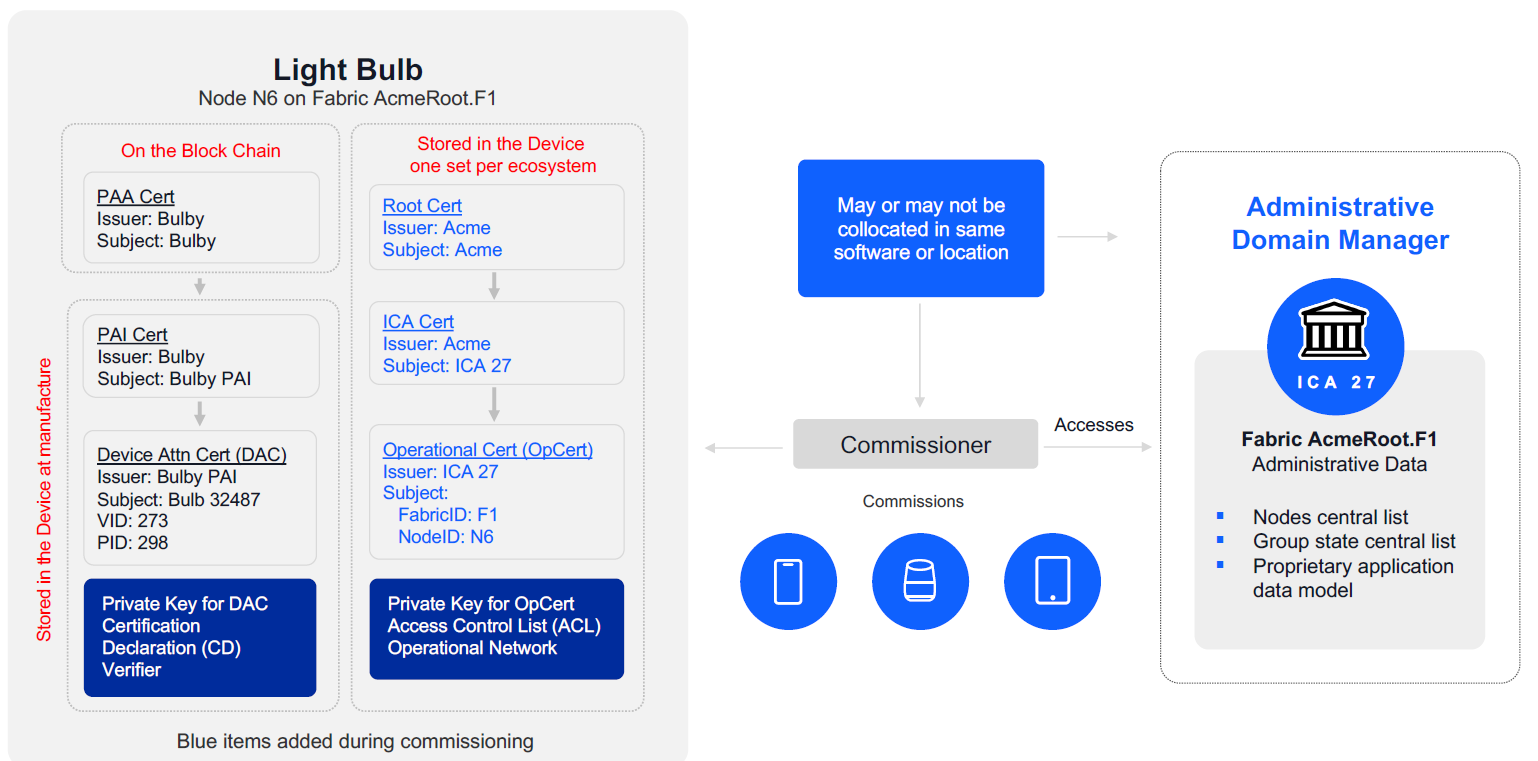 Light Bulb
Node N6 on Fabric AcmeRoot.F1
On the Block Chain
PAA Cert
Issuer: Bulby
Subject: Bulby
Stored in the Device at manufacture
PAI Cert
Issuer: Bulby
Subject: Bulby PAI
Device Attn Cert (DAC)
Issuer: Bulby PAI
Subject: Bulb 32487
VID: 273
PID: 298
Private Key for DAC
Certification
Declaration (CD)
Verifier
Stored in the Device
one set per ecosystem
Root Cert
Issuer: Acme
Subject: Acme
ICA Cert
Issuer: Acme
Subject: ICA 27
Operational Cert (OpCert)
Issuer: ICA 27
Subject:
FabricID: F1
NodeID: N6
Private Key for OpCert
Access Control List (ACL)
Operational Network
Blue items added during commissioning
May or may not be
collocated in same
software or location
Commissioner
Accesses
Commissions
Administrative
Domain Manager
ICA 27
Fabric AcmeRoot.F1
Administrative Data
Nodes central list
Group state central list
Proprietary application
data model